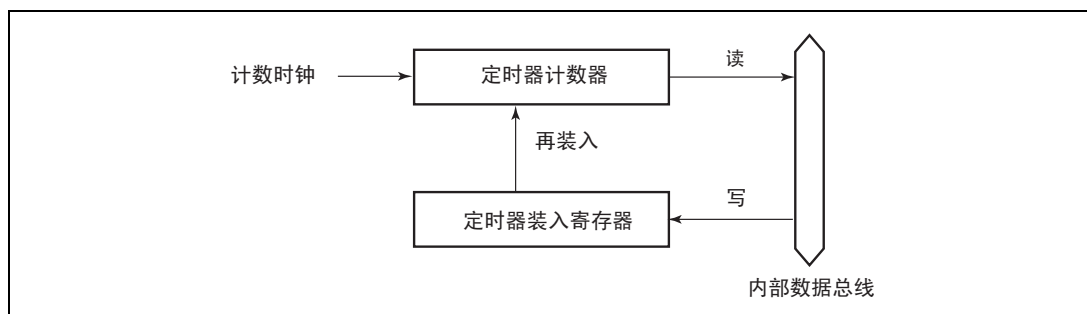 计数时钟
定时器计数器
读
再装入
定时器装入寄存器
写
内部数据总线